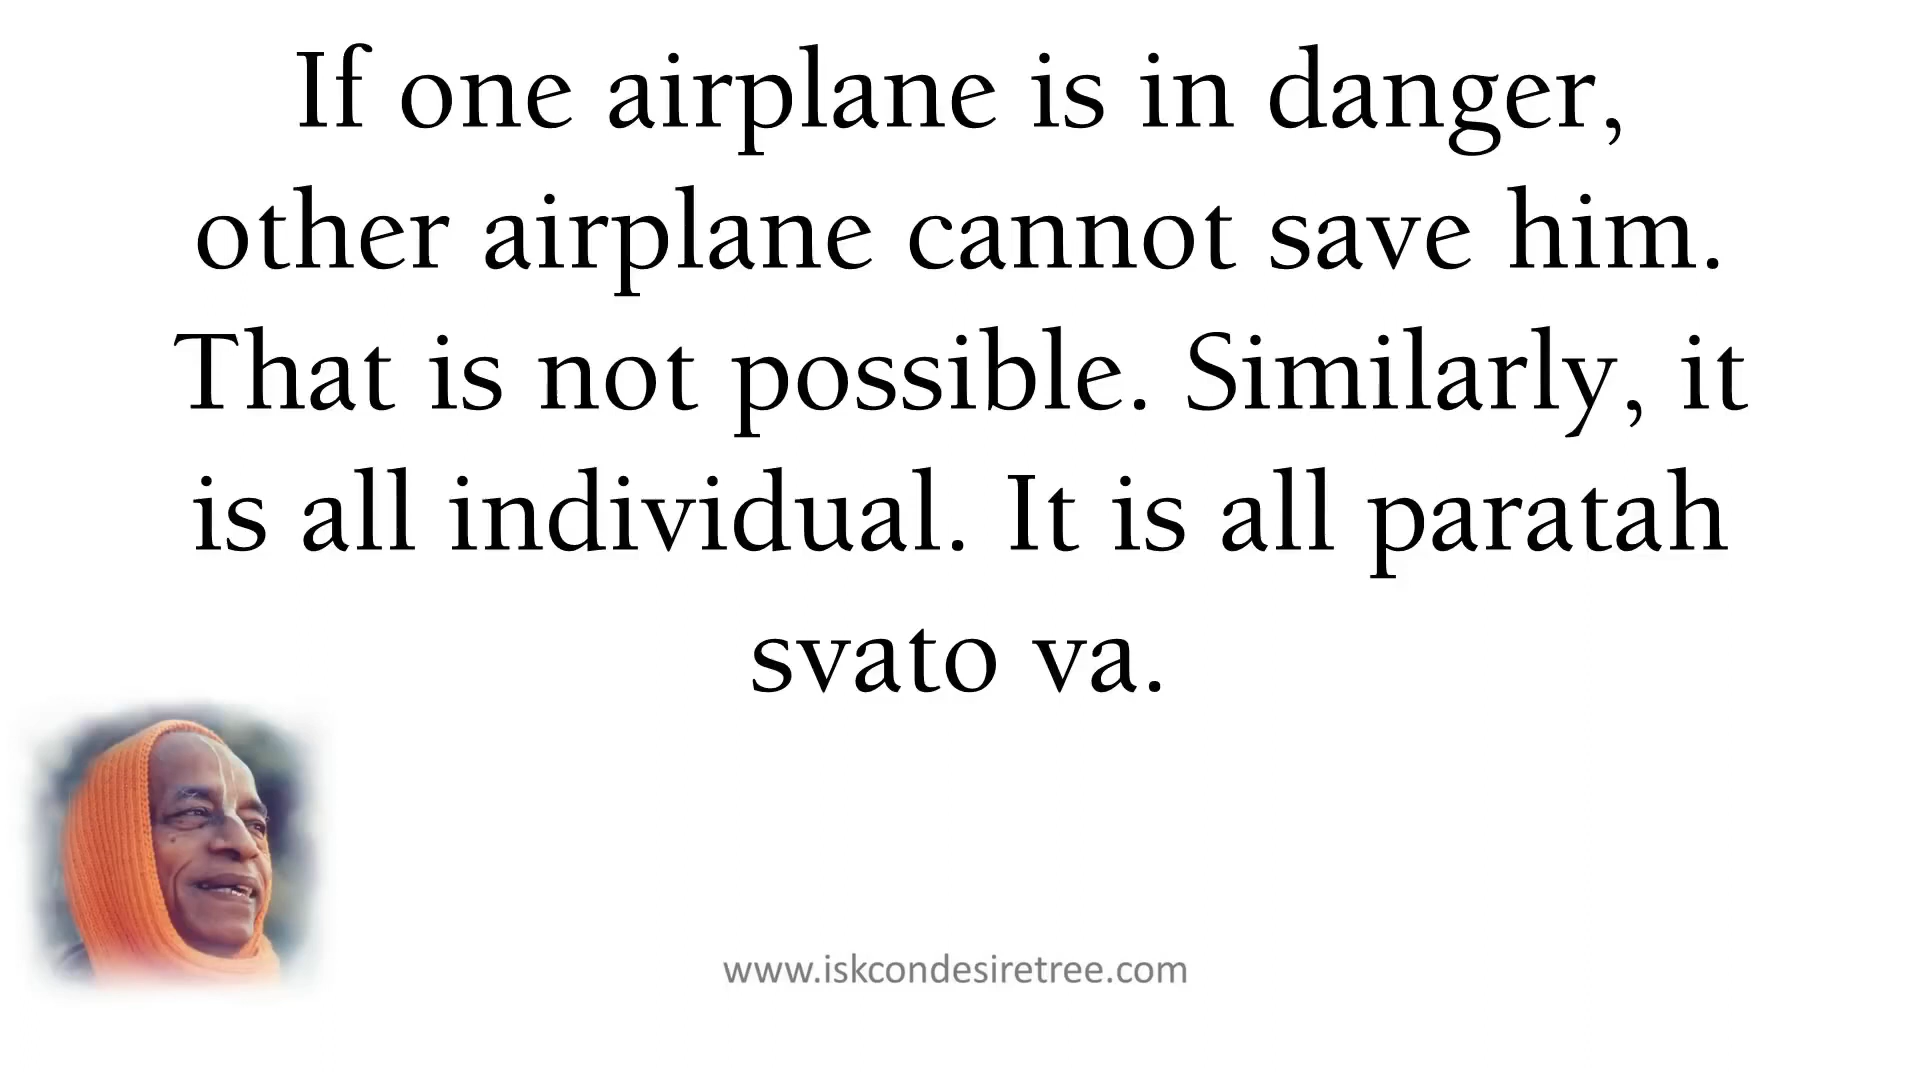 If one airplane is in danger,
other airplane cannot save him.
That is not possible. Similarly, it
is all individual. It is all paratah
svato va.
www.iskcondesiretree.com